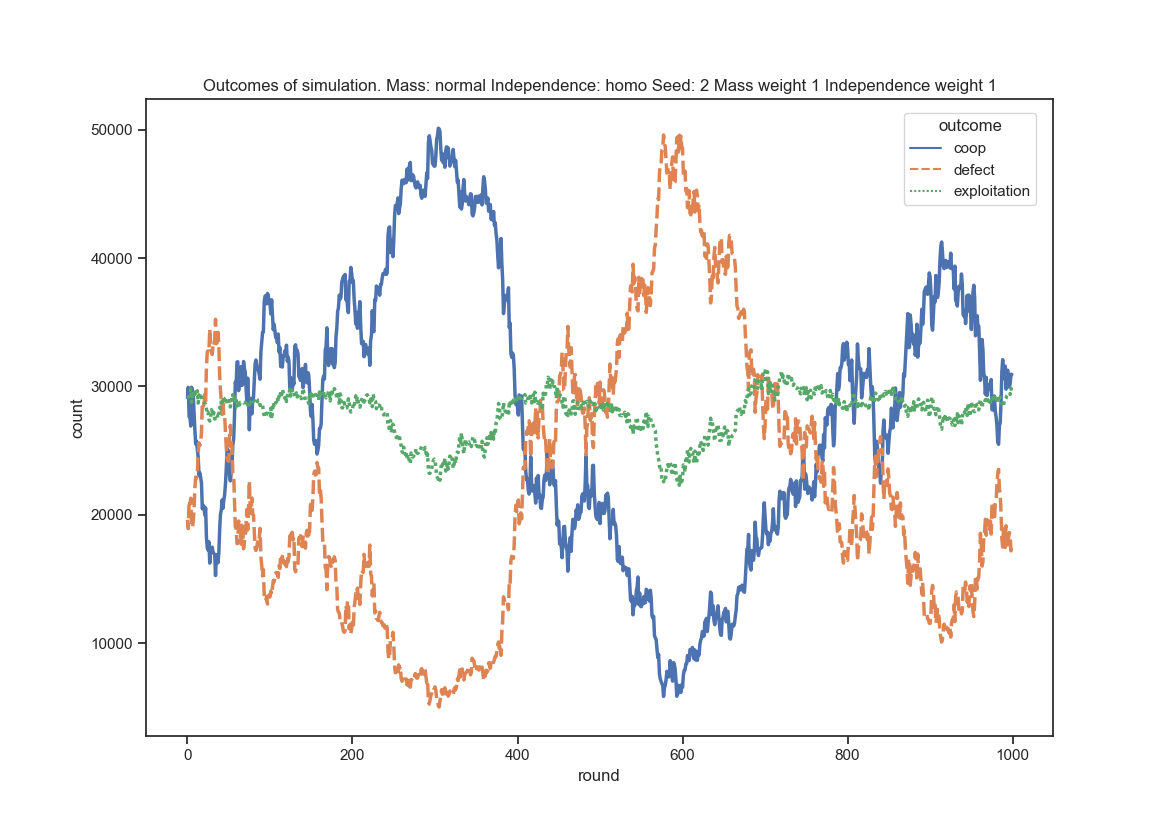 Outcomes of simulation. Mass: normal Independence: homo Seed: 2 Mass weight 1 Independence weight 1
outcome
coop
defect
exploitation
50000
40000
30000
20000
10000
count
0
200
400
600
800
1000
round